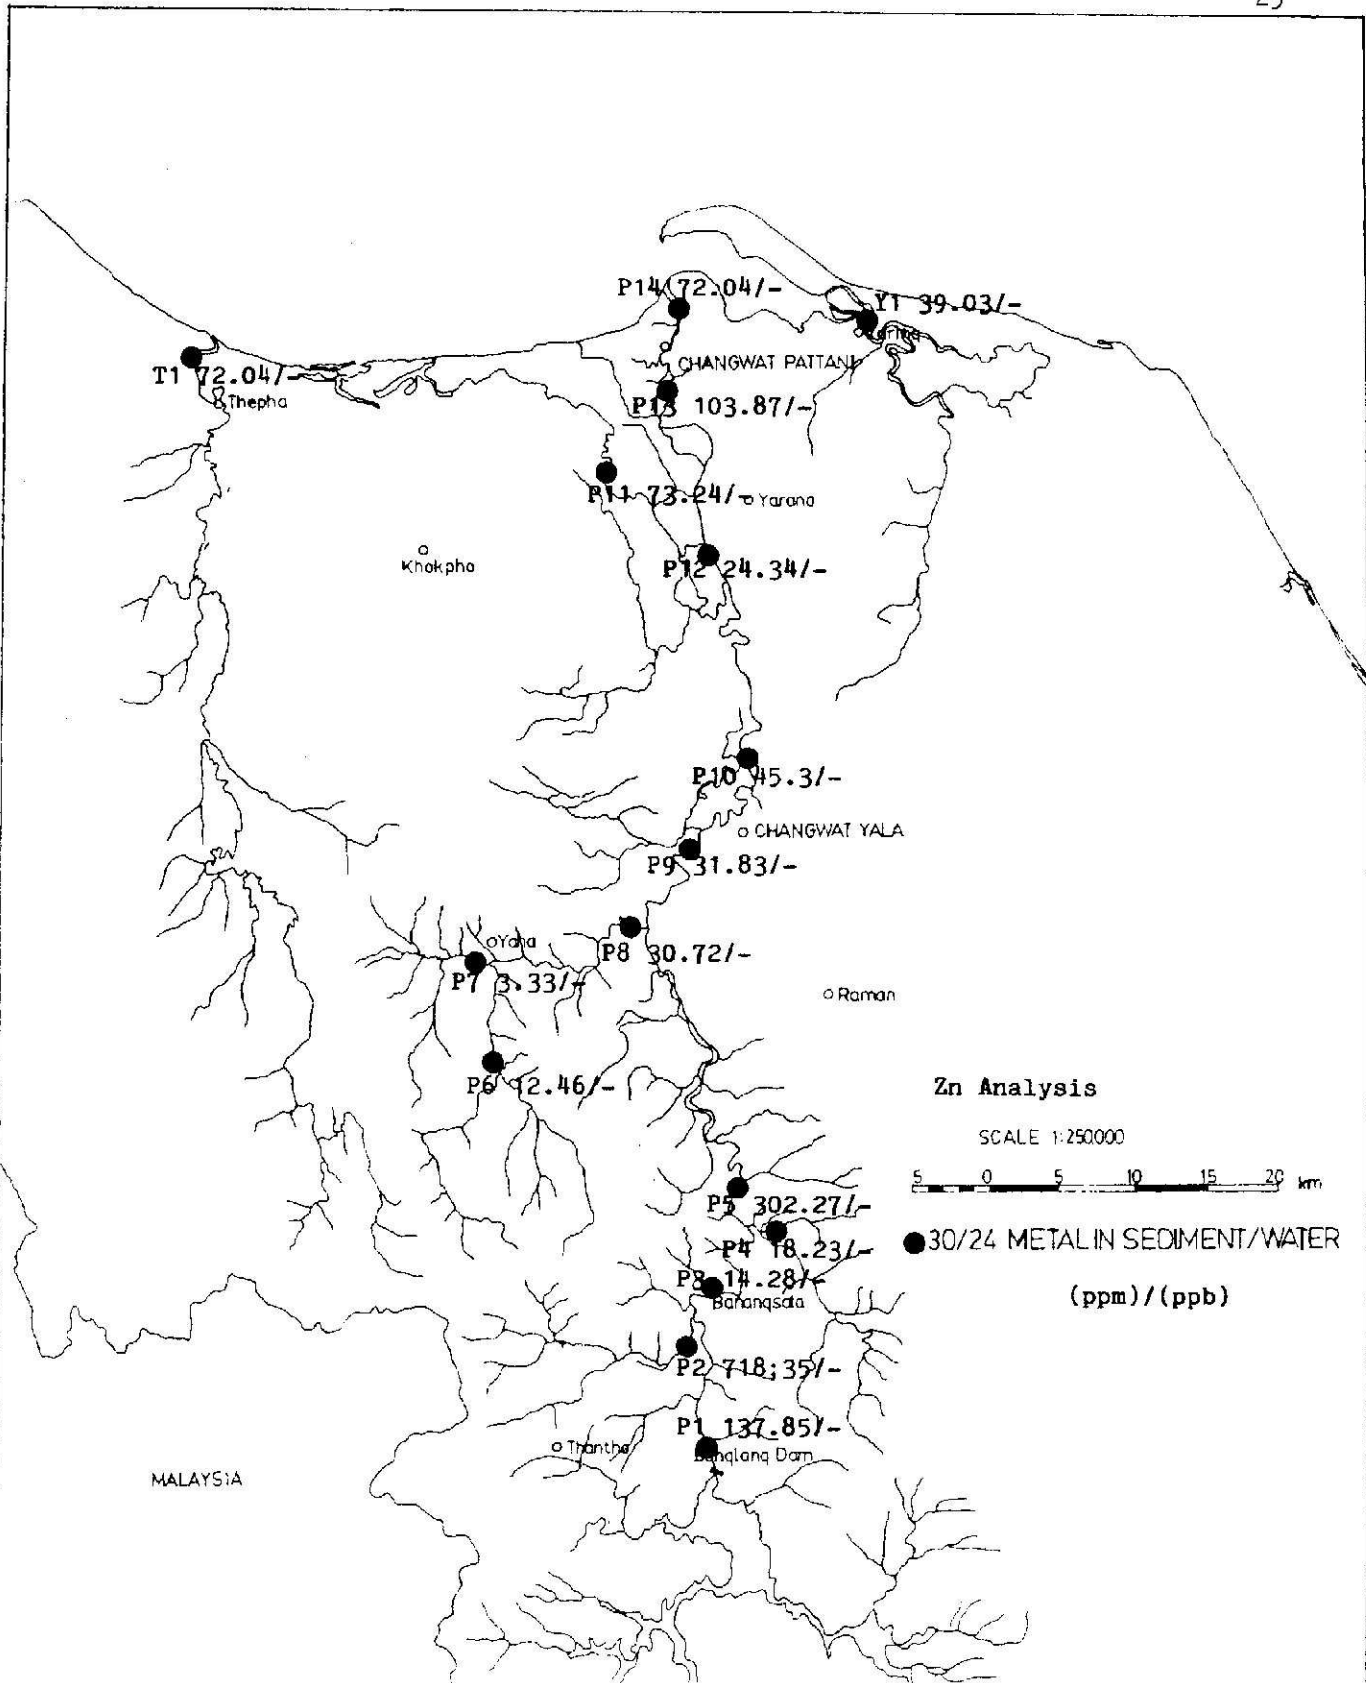 P14 72.04/-
Y1 39.03/-
CHANGWAT PATTANI
T1 72.04/-
Thepha
P13 103.87/-
P11 73.24/-
Yarang
Khokpho
P12 24.34/-
P10 45.3/-
CHANGWAT YALA
P9 31.83/-
Yaha
P8 30.72/-
P7 3.33/-
Raman
P6 12.46/-
Zn Analysis
SCALE 1:250,000
5 0 5 10 15 20 km
P5 302.27/-
P4 18.23/-
30/24 METAL IN SEDIMENT/WATER
P3 14.28/-
(ppm)/(ppb)
Banangsata
P2 718;35/-
P1 137.85/-
Thantho
Banglang Dam
MALAYSIA